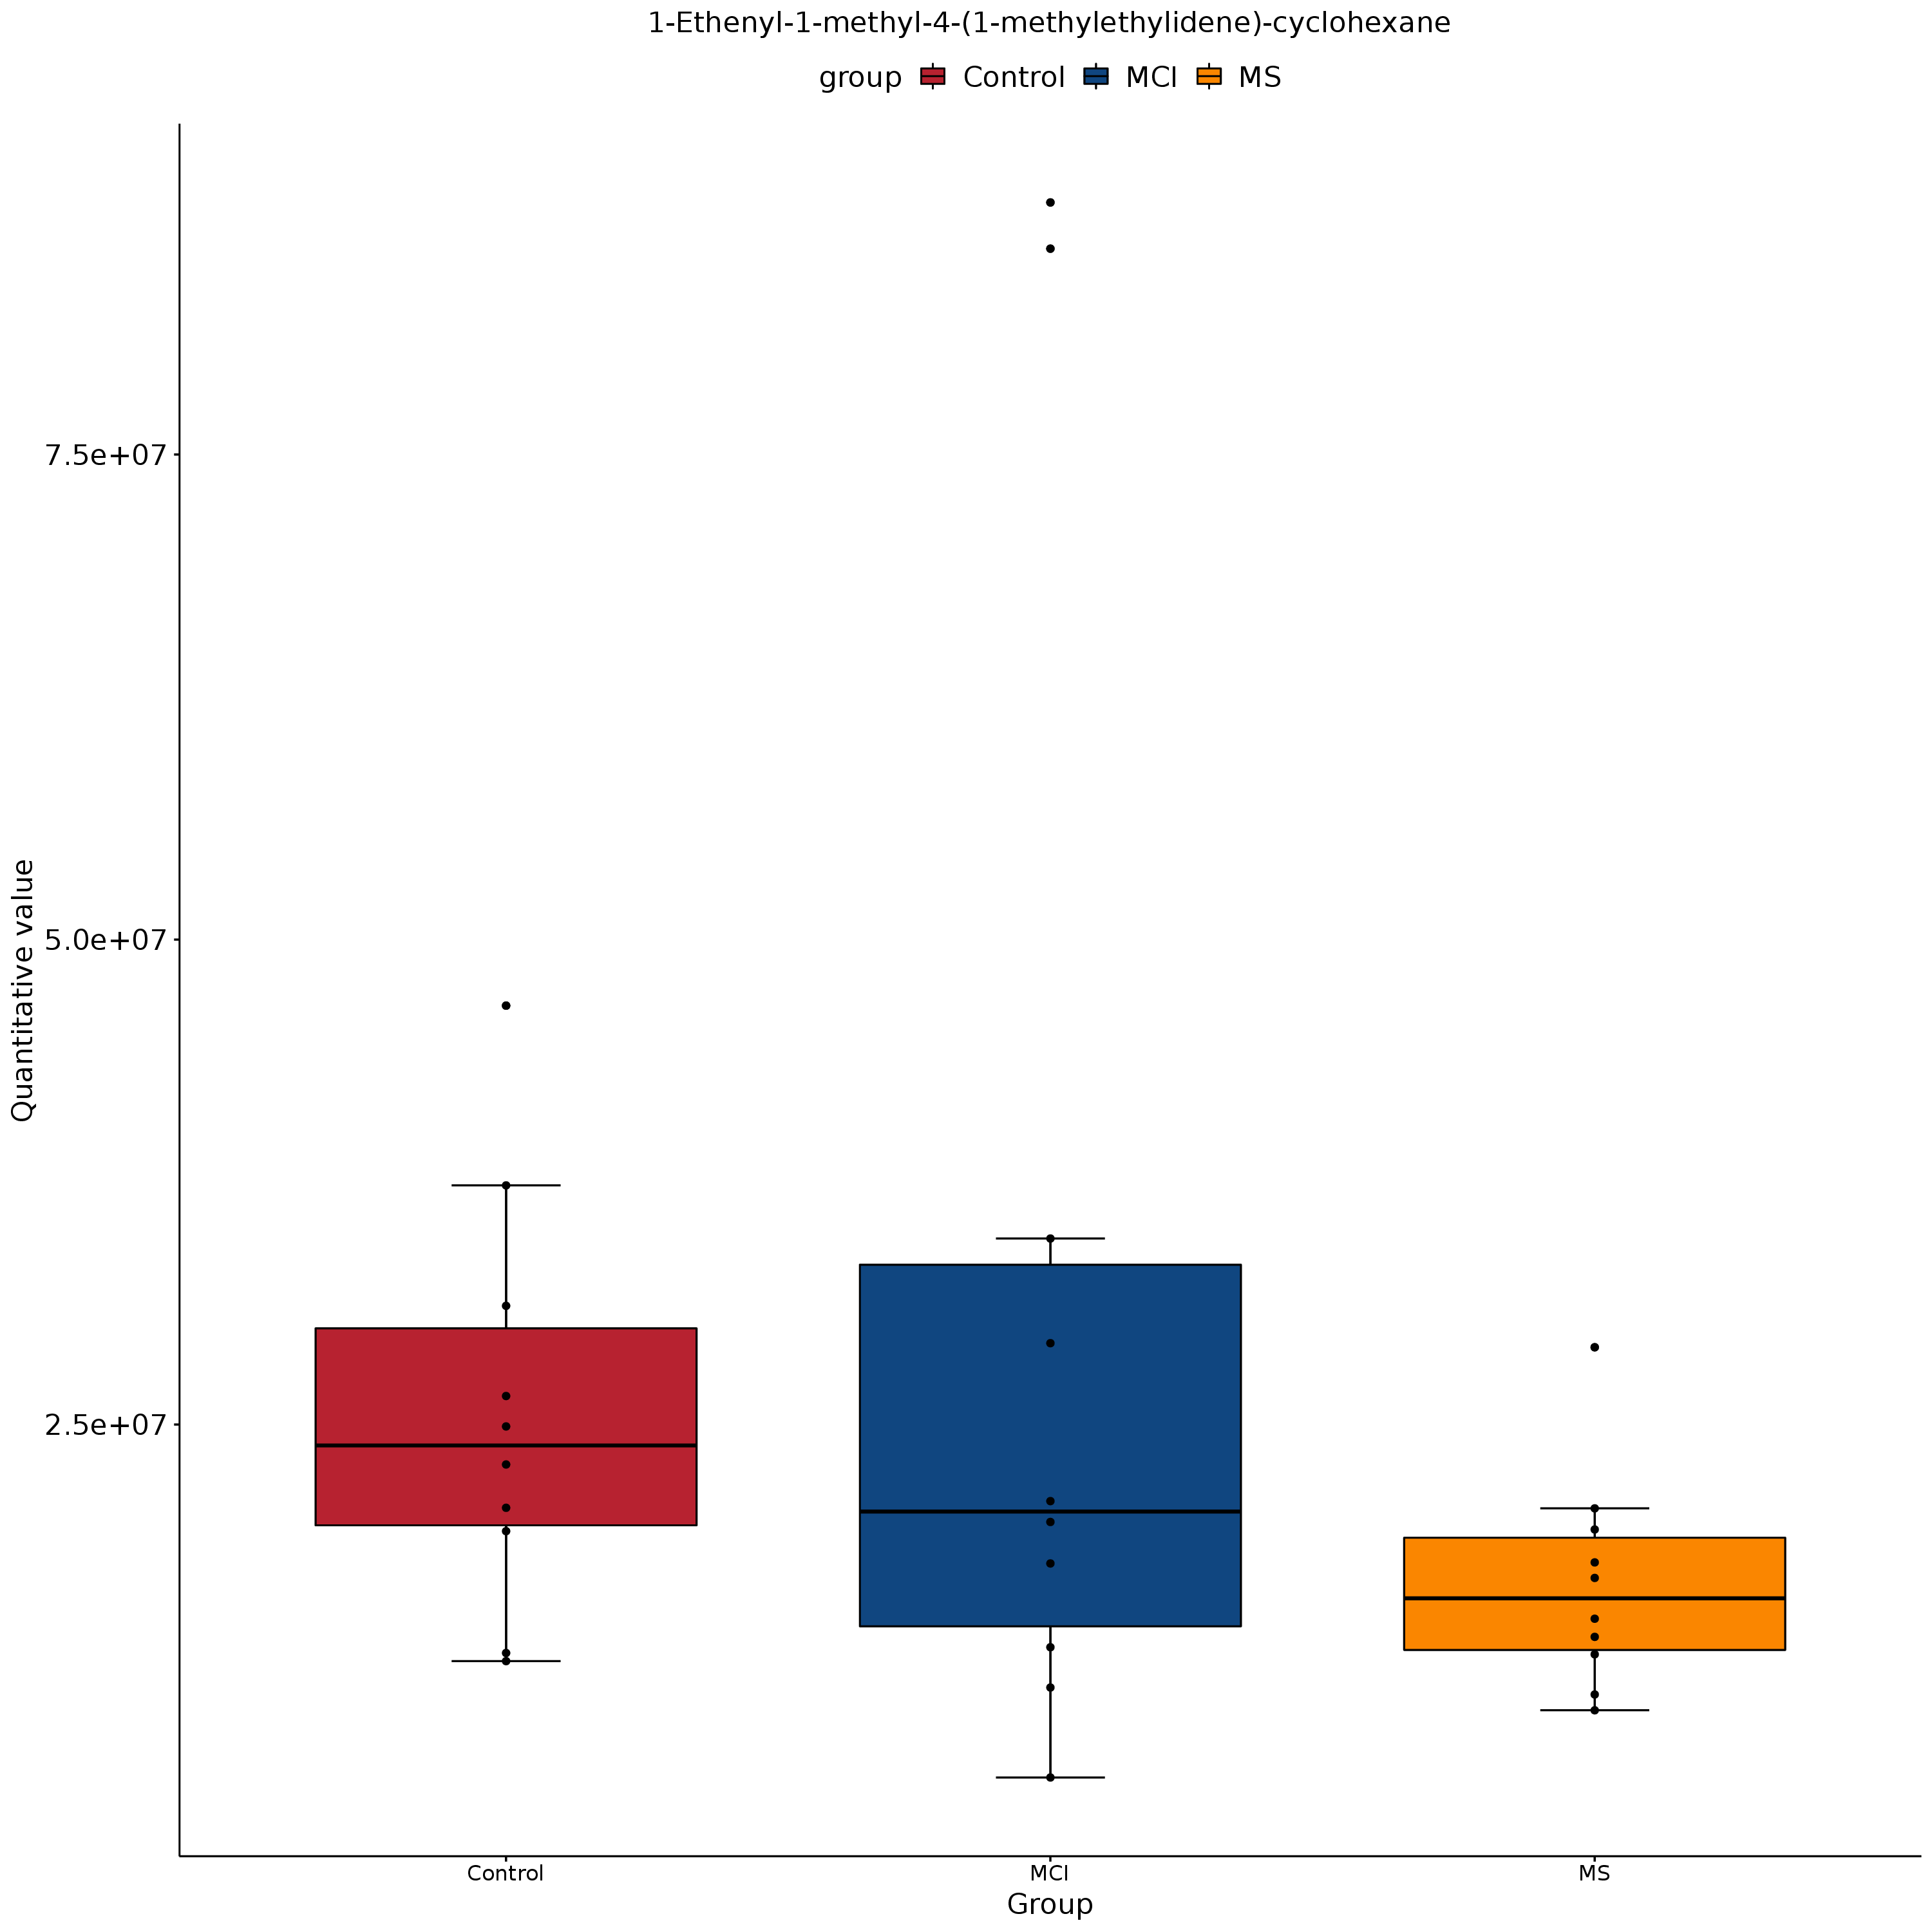 1-Ethenyl-1-methyl-4-(1-methylethylidene)-cyclohexane
group Control MCI MS
7.5e+07
5.0e+07
2.5e+07
Quantitative value
Control MCI MS
Group